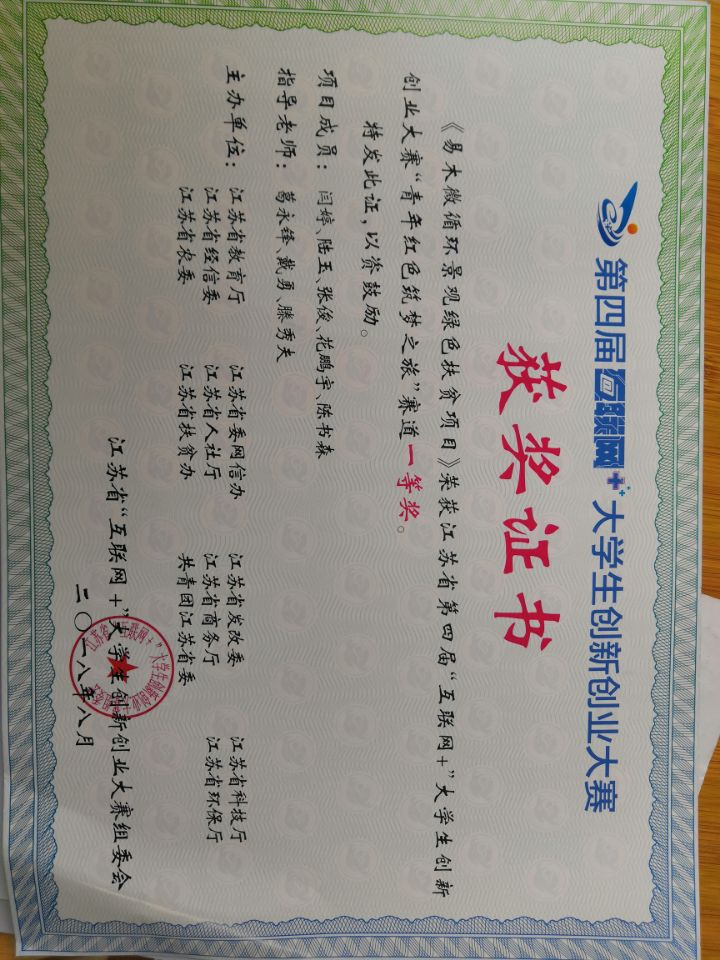 第四届互联网+大学生创新创业大赛
获奖证书
《易木微循环景观绿色扶贫项目》荣获江苏省第四届“互联网+”大学生创新
创业大赛“青年红色筑梦之旅”赛道一等奖。
特发此证，以资鼓励。
项目成员：闫婷、陆玉、张俊、花鹏宇、陈书森
指导老师：葛永锋、戴勇、滕秀夫
主办单位：江苏省教育厅 江苏省委网信办 江苏省发改委 江苏省科技厅
江苏省经信委 江苏省人社厅 江苏省商务厅 江苏省环保厅
江苏省农委 江苏省扶贫办 共青团江苏省委
江苏省“互联网+”大学生创新创业大赛组委会
二〇一八年八月